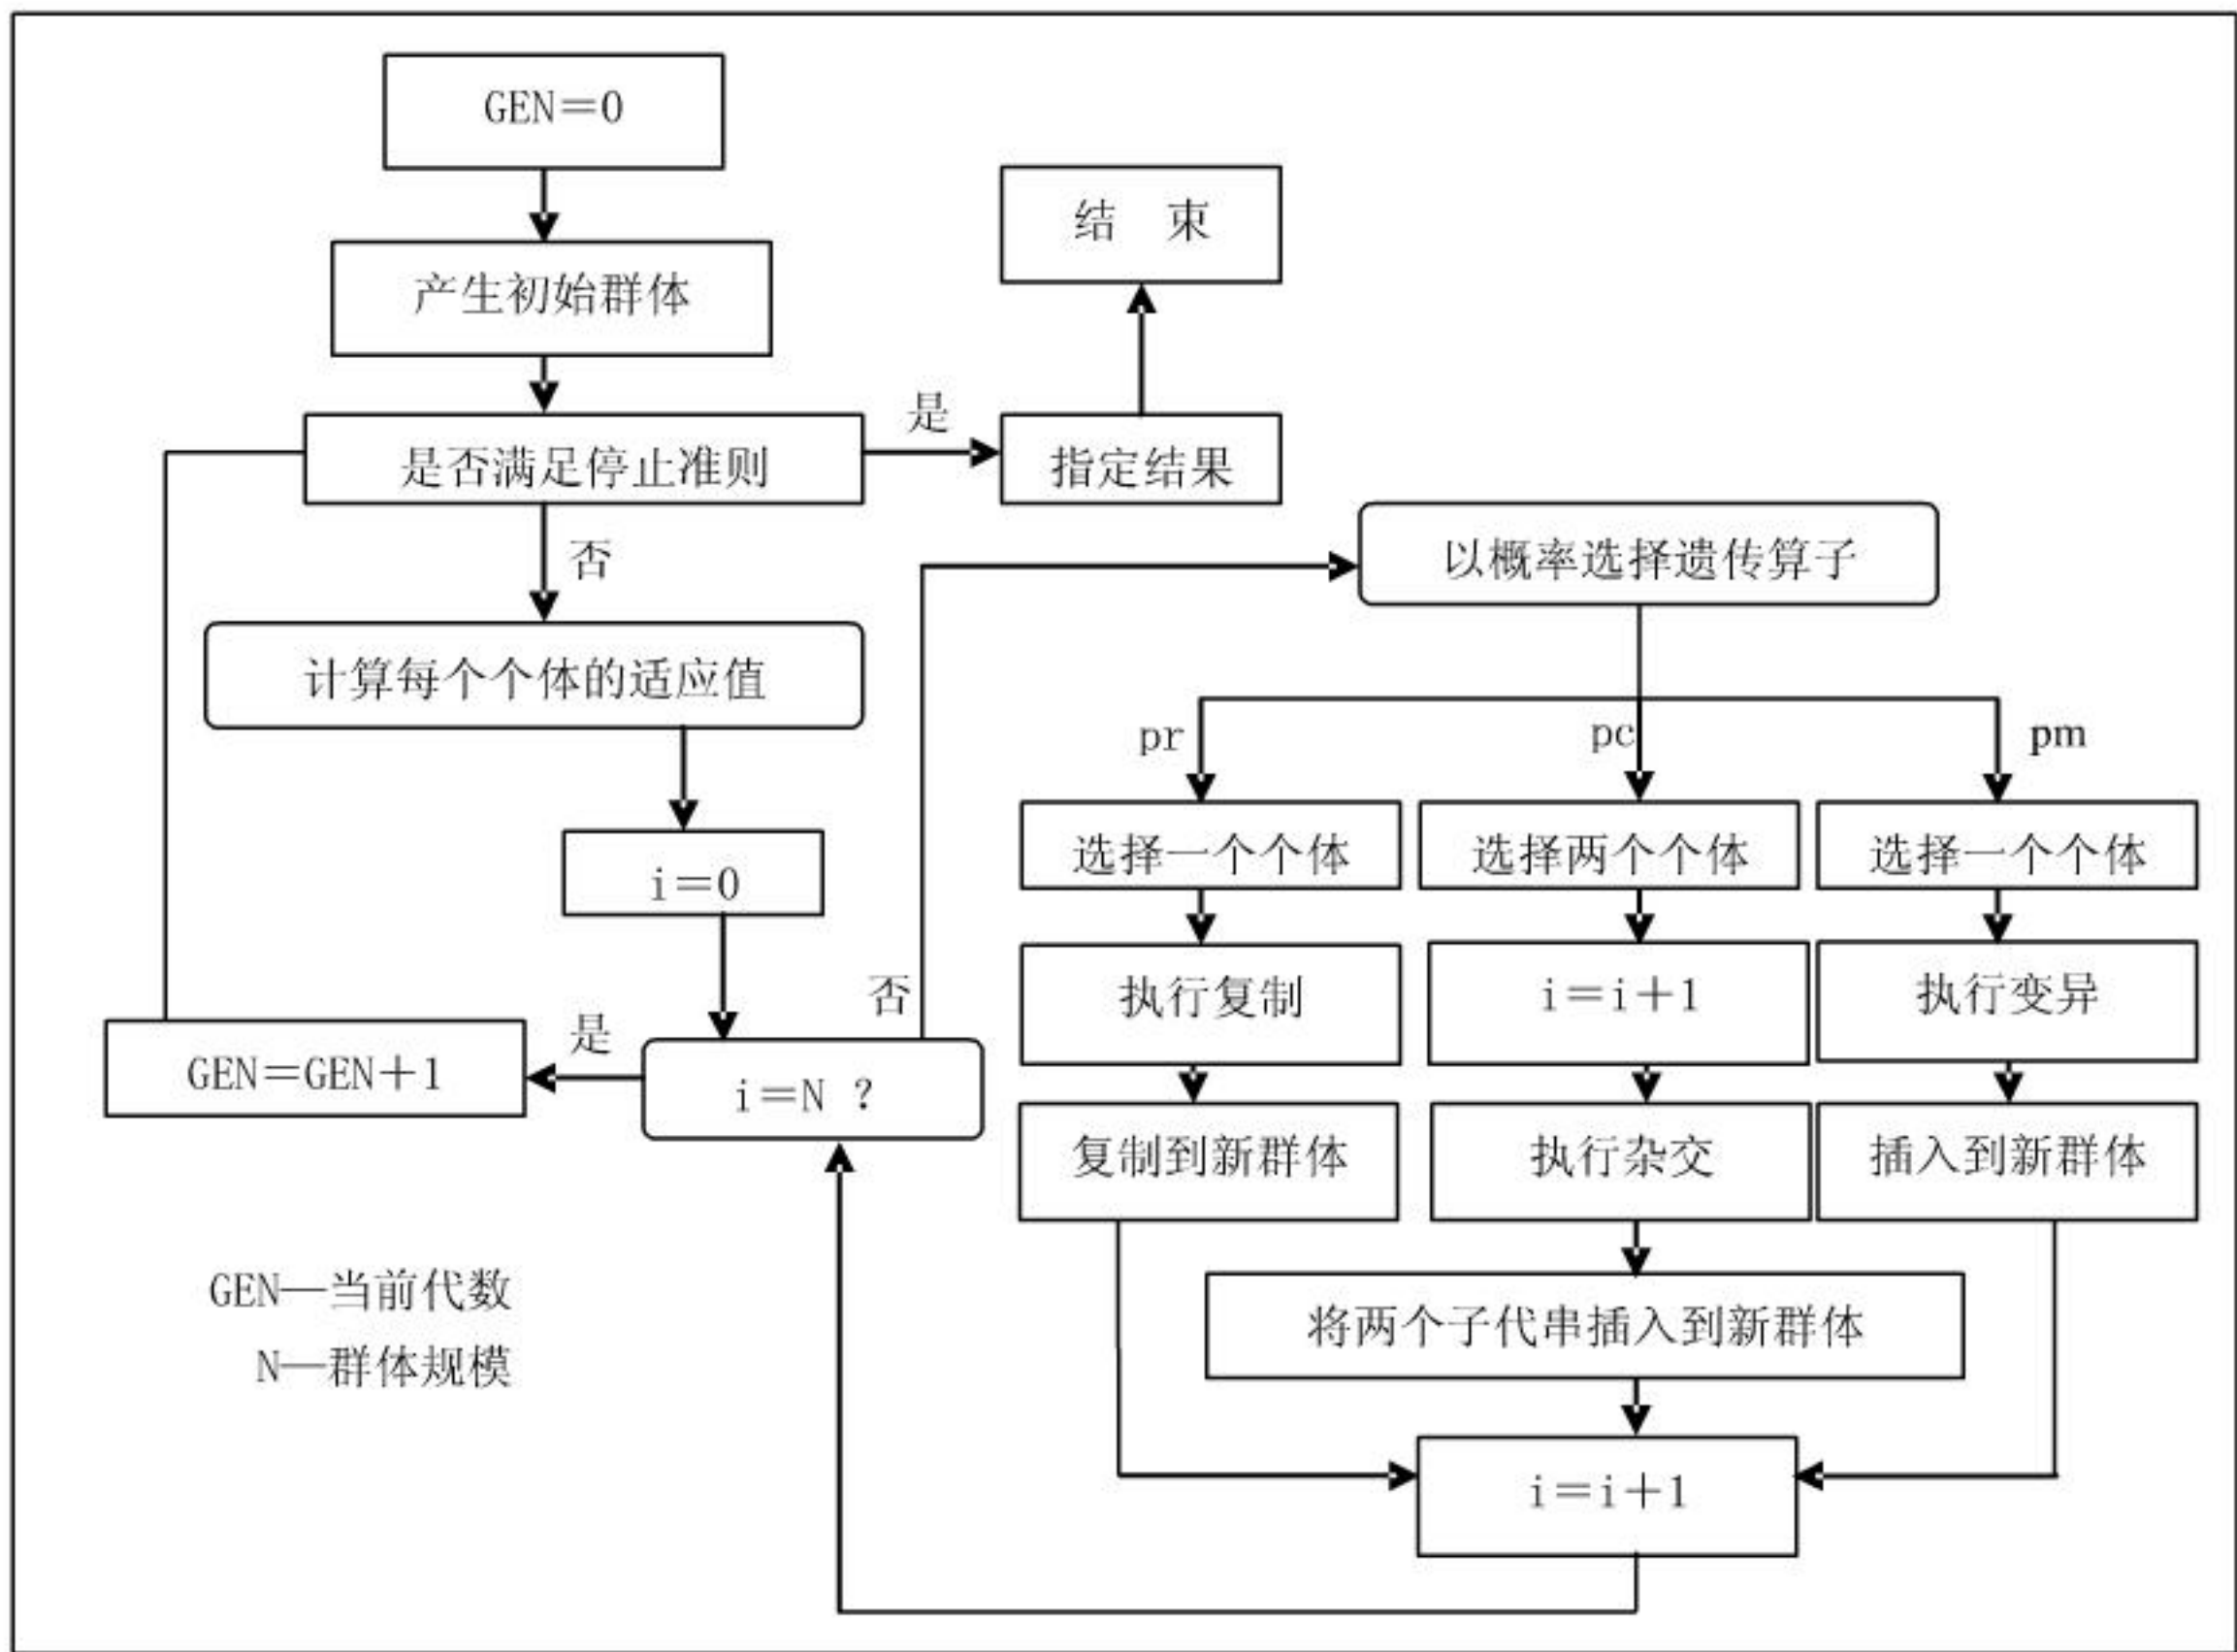 GEN=0
产生初始群体
是否满足停止准则
是
指定结果
结 束
否
计算每个个体的适应值
i=0
i=N ?
是
GEN=GEN+1
否
以概率选择遗传算子
pr
选择一个个体
执行复制
复制到新群体
pc
选择两个个体
i=i+1
执行杂交
将两个子代串插入到新群体
pm
选择一个个体
执行变异
插入到新群体
i=i+1
GEN—当前代数
N—群体规模